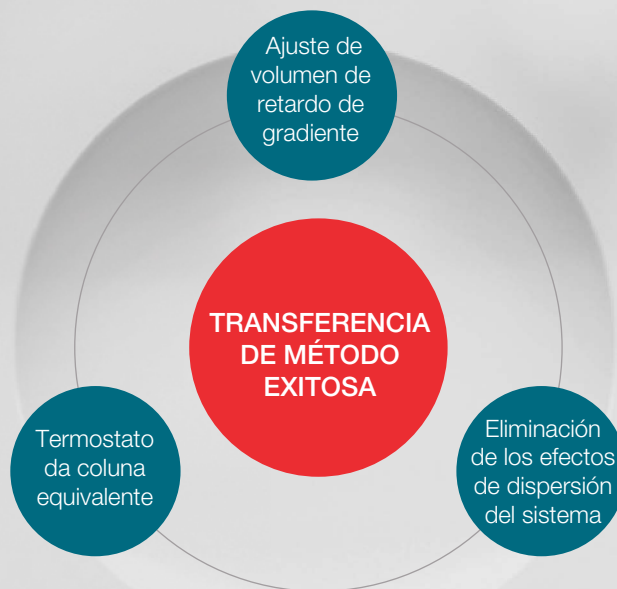 Ajuste de
volumen de
retardo de
gradiente
TRANSFERENCIA
DE MÉTODO
EXITOSA
Termostato
da coluna
equivalente
Eliminación
de los efectos
de dispersión
del sistema